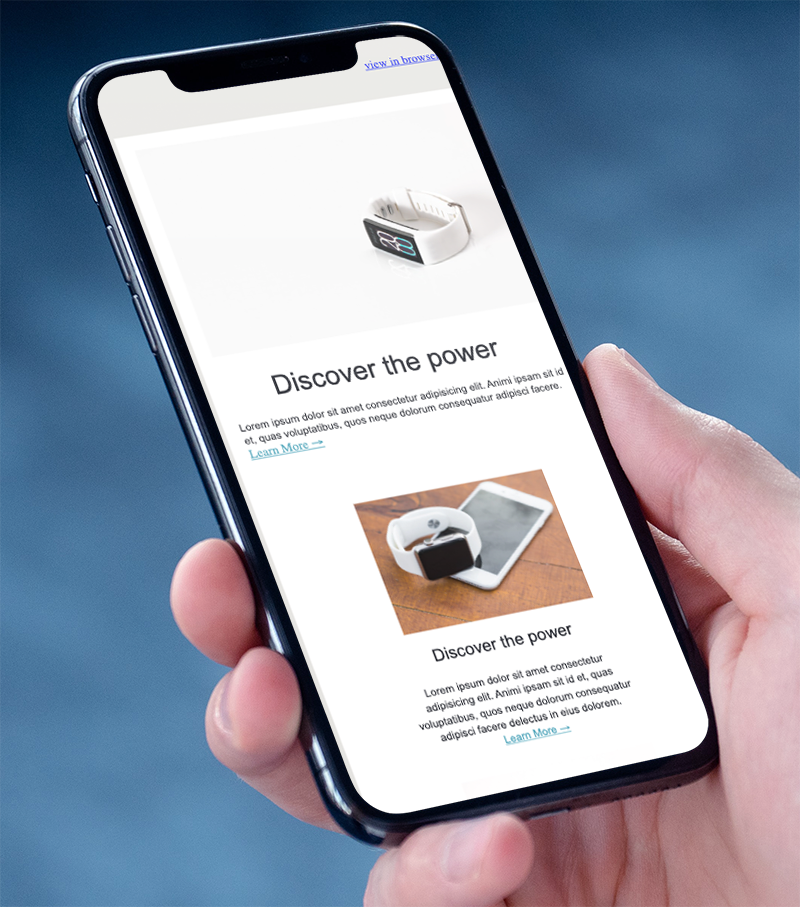 view in browse
Discover the power
Lorem ipsum dolor sit amet consectetur adipisicing elit. Animi ipsam sit id
et, quas voluptatibus, quos neque dolorum consequatur adipisci facere.
Learn More →
Discover the power
Lorem ipsum dolor sit amet consectetur
adipisicing elit. Animi ipsam sit id et, quas
voluptatibus, quos neque dolorum consequatur
adipisci facere delectus in eius dolorem.
Learn More →